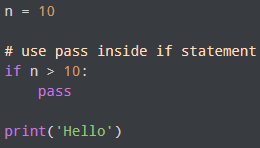 n = 10
# use pass inside if statement
if n > 10:
    pass
print('Hello')